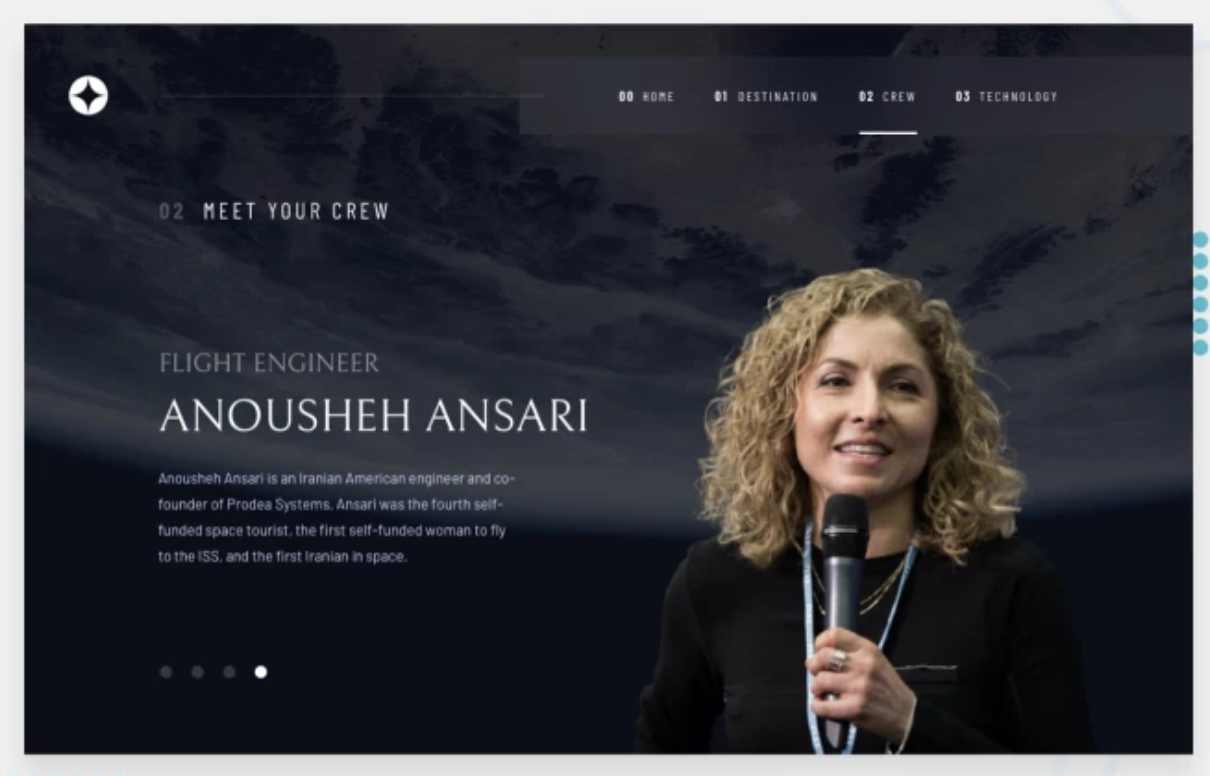 00 HOME 01 DESTINATION 02 CREW 03 TECHNOLOGY
02 MEET YOUR CREW
FLIGHT ENGINEER
ANOUSHEH ANSARI
Anousheh Ansari is an Iranian American engineer and co-
founder of Prodea Systems. Ansari was the fourth self-
funded space tourist, the first self-funded woman to fly
to the ISS, and the first Iranian in space.